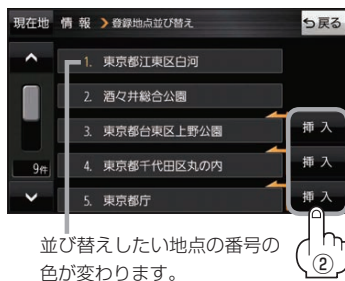 現在地 情報 登録地点並び替え 戻る
1. 東京都江東区白河
2. 酒々井総合公園
3. 東京都台東区上野公園 挿入
4. 東京都千代田区丸の内 挿入
9件
5. 東京都庁 挿入
並び替えしたい地点の番号の
色が変わります。
②